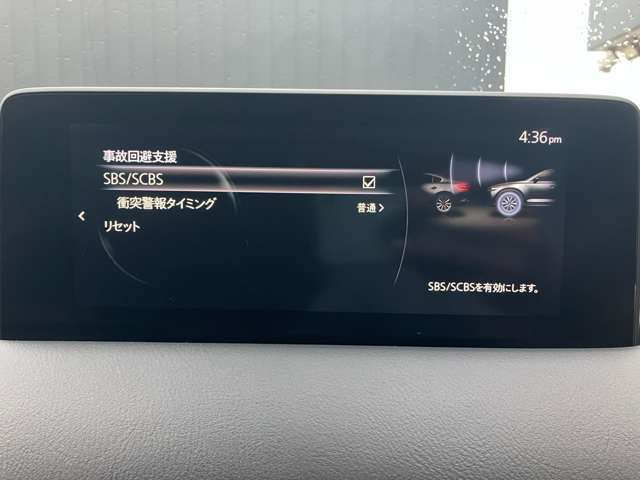 4:36pm
事故回避支援
SBS/SCBS
衝突警報タイミング 普通
リセット
SBS/SCBSを有効にします。